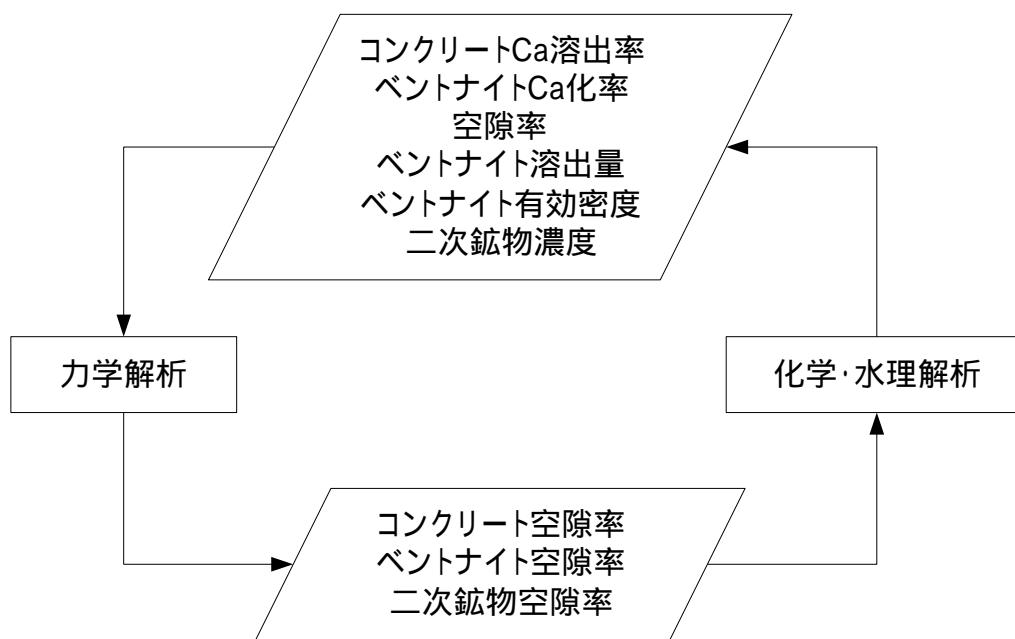 コンクリートCa溶出率
ベントナイトCa化率
空隙率
ベントナイト溶出量
ベントナイト有効密度
二次鉱物濃度
力学解析
化学・水理解析
コンクリート空隙率
ベントナイト空隙率
二次鉱物空隙率